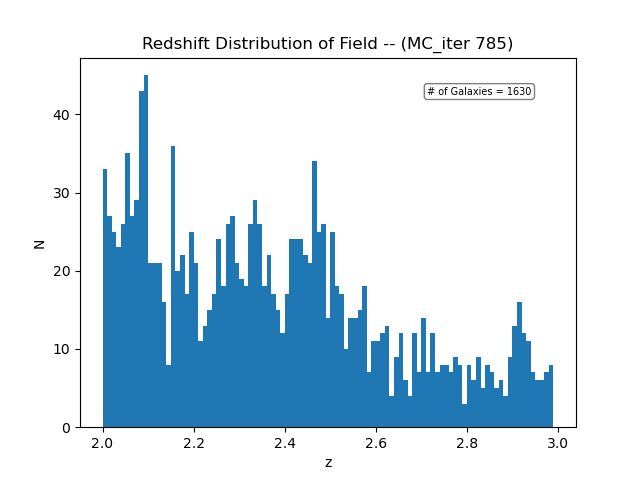 Redshift Distribution of Field -- (MC_iter 785)
# of Galaxies = 1630
40
30
20
10
0
N
2.0 2.2 2.4 2.6 2.8 3.0
z